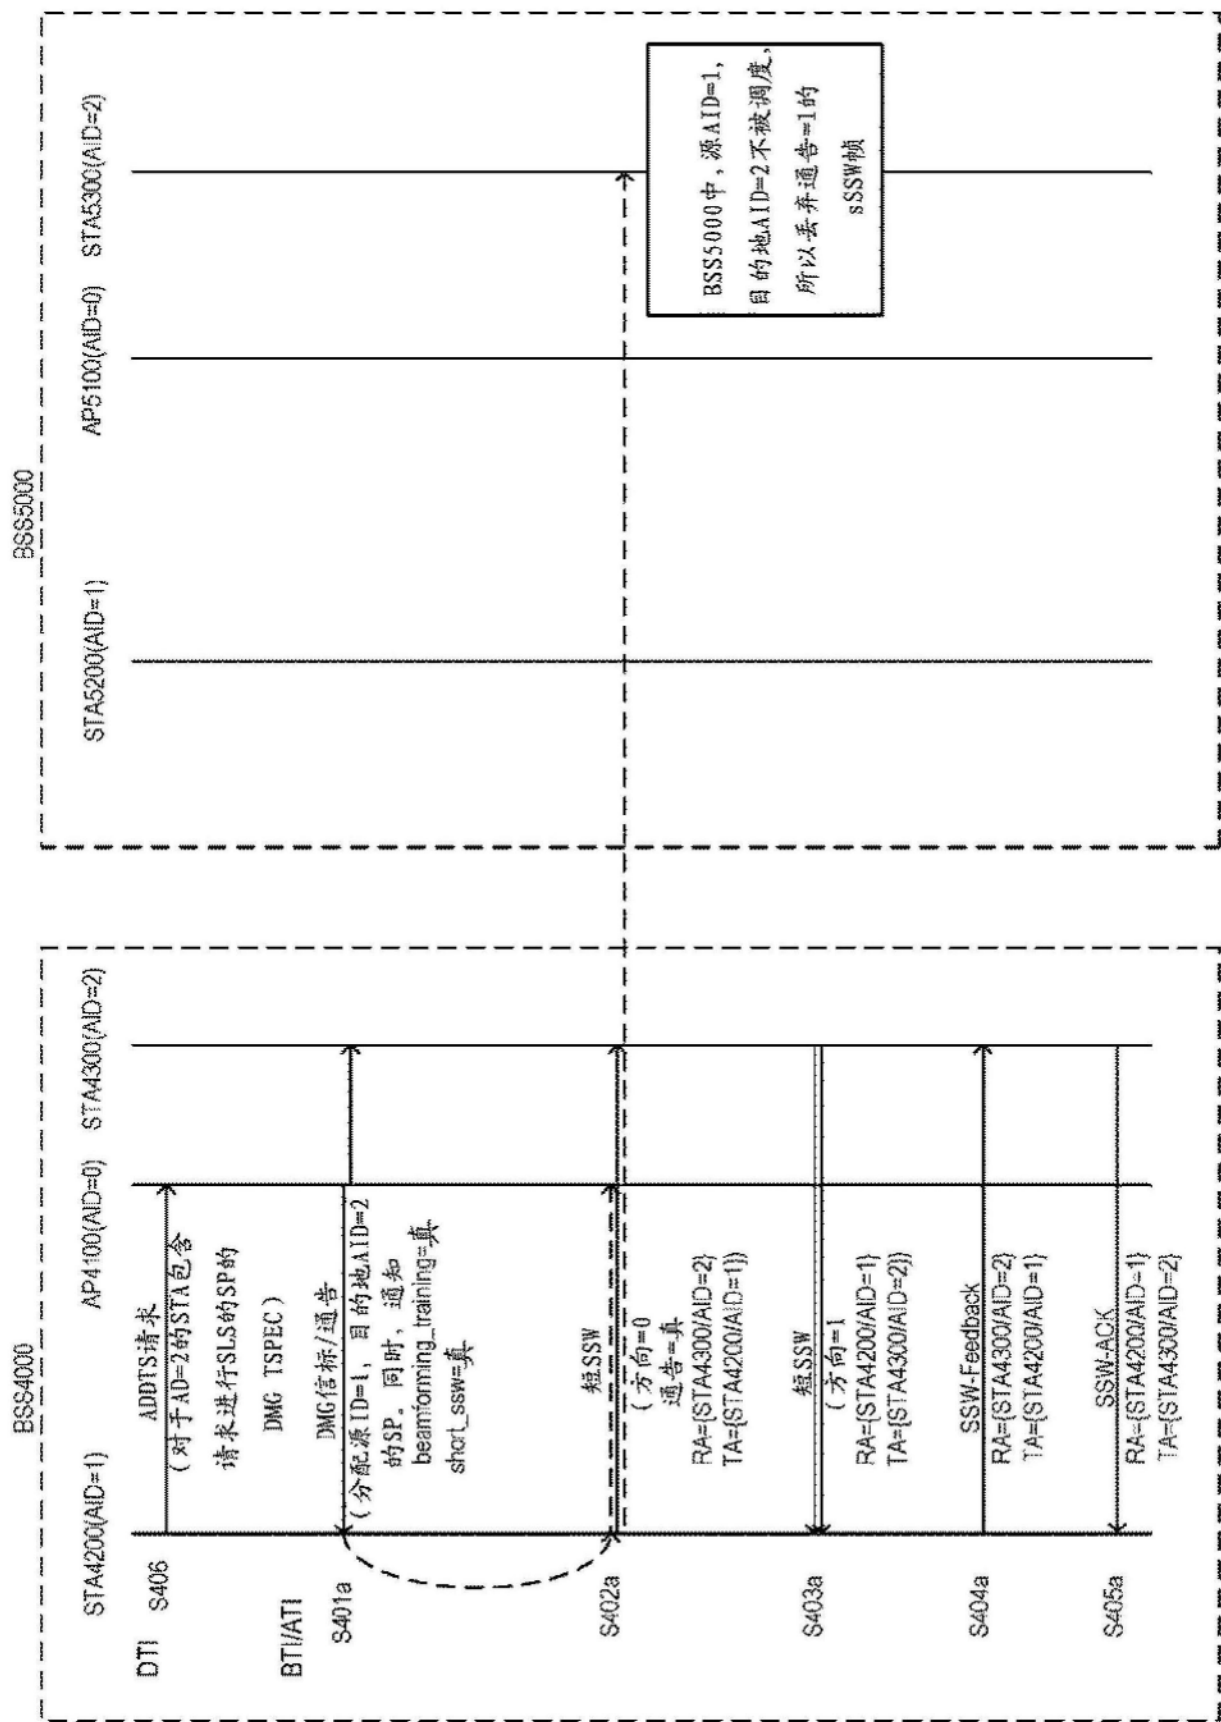 BSS4000
STA4200(AID=1)
AP4100(AID=0)
STA4300(AID=2)
DTI
S406
ADDTS请求
(对于AD=2的STA包含
请求进行SLS的SP的
DMG TSPEC)
BTI/ATI
S401a
DMG信标/通告
(分配源ID=1, 目的地AID=2
的SP。同时, 通知
beamforming_training=真
short_ssw=真
S402a
短SSW
(方向=0
通告=真
RA={STA4300/AID=2}
TA={STA4200/AID=1})
S403a
短SSW
(方向=1
RA={STA4200/AID=1}
TA={STA4300/AID=2})
S404a
SSW-Feedback
RA={STA4300/AID=2}
TA={STA4200/AID=1}
S405a
SSW-ACK
RA={STA4200/AID=1}
TA={STA4300/AID=2}
BSS5000
STA5200(AID=1)
AP5100(AID=0)
STA5300(AID=2)
BSS5000中, 源AID=1,
目的地AID=2不被调度,
所以丢弃通告=1的
sSSW帧